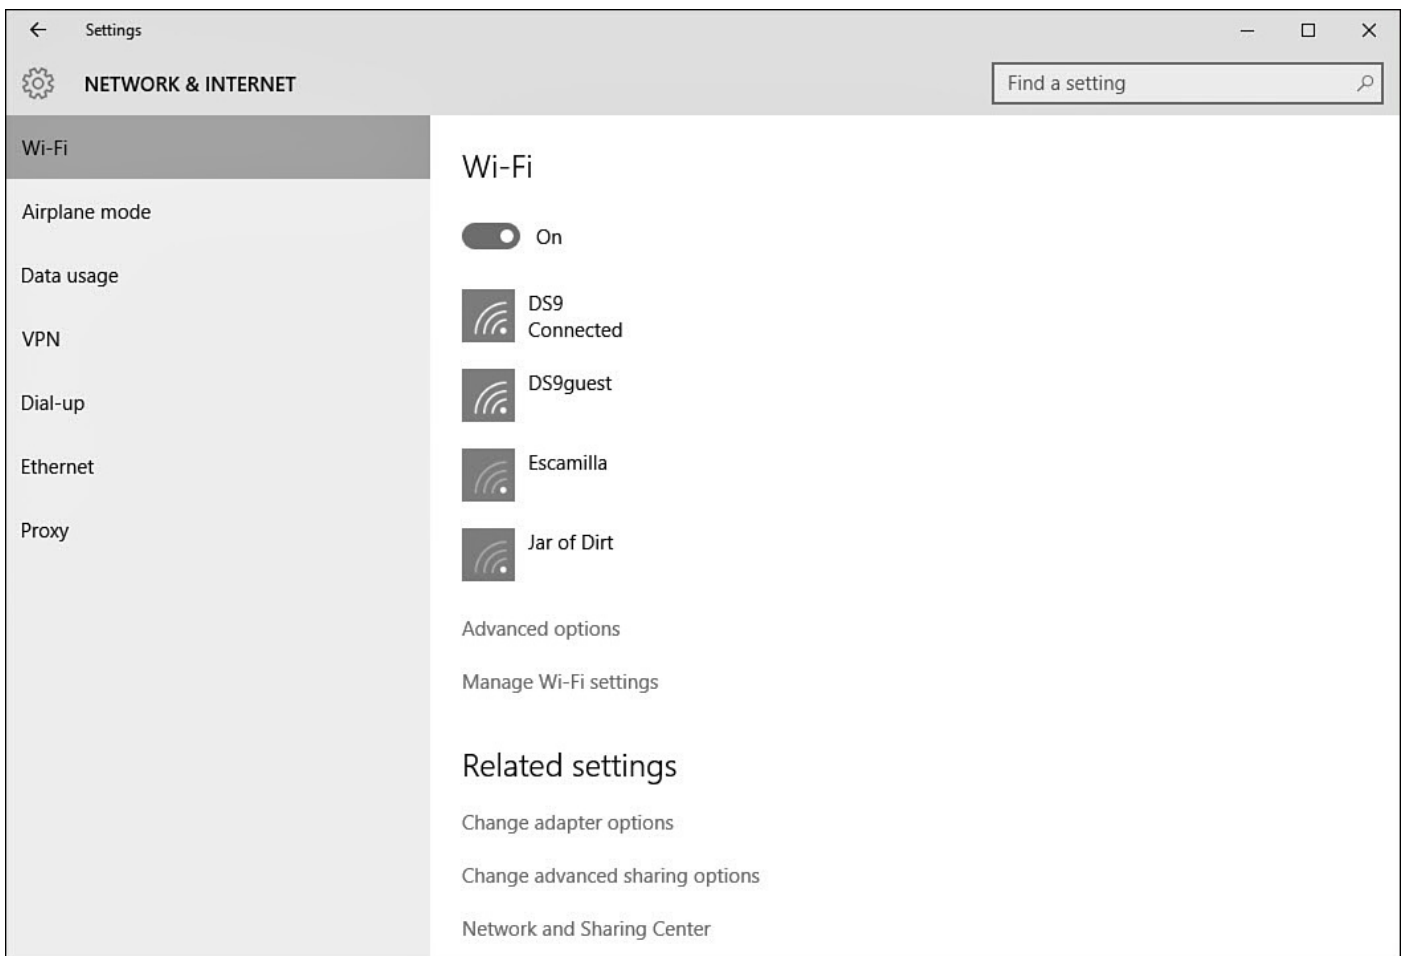 Settings
NETWORK & INTERNET
Find a setting
Wi-Fi
Airplane mode
Data usage
VPN
Dial-up
Ethernet
Proxy
Wi-Fi
On
DS9
Connected
DS9guest
Escamilla
Jar of Dirt
Advanced options
Manage Wi-Fi settings
Related settings
Change adapter options
Change advanced sharing options
Network and Sharing Center